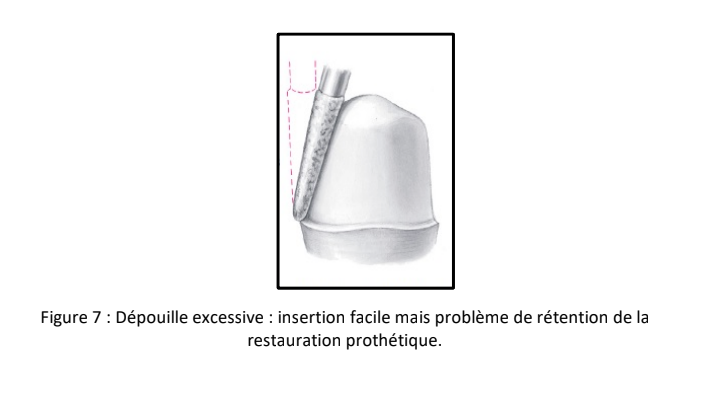 Figure 7 : Dépouille excessive : insertion facile mais problème de rétention de la
restauration prothétique.